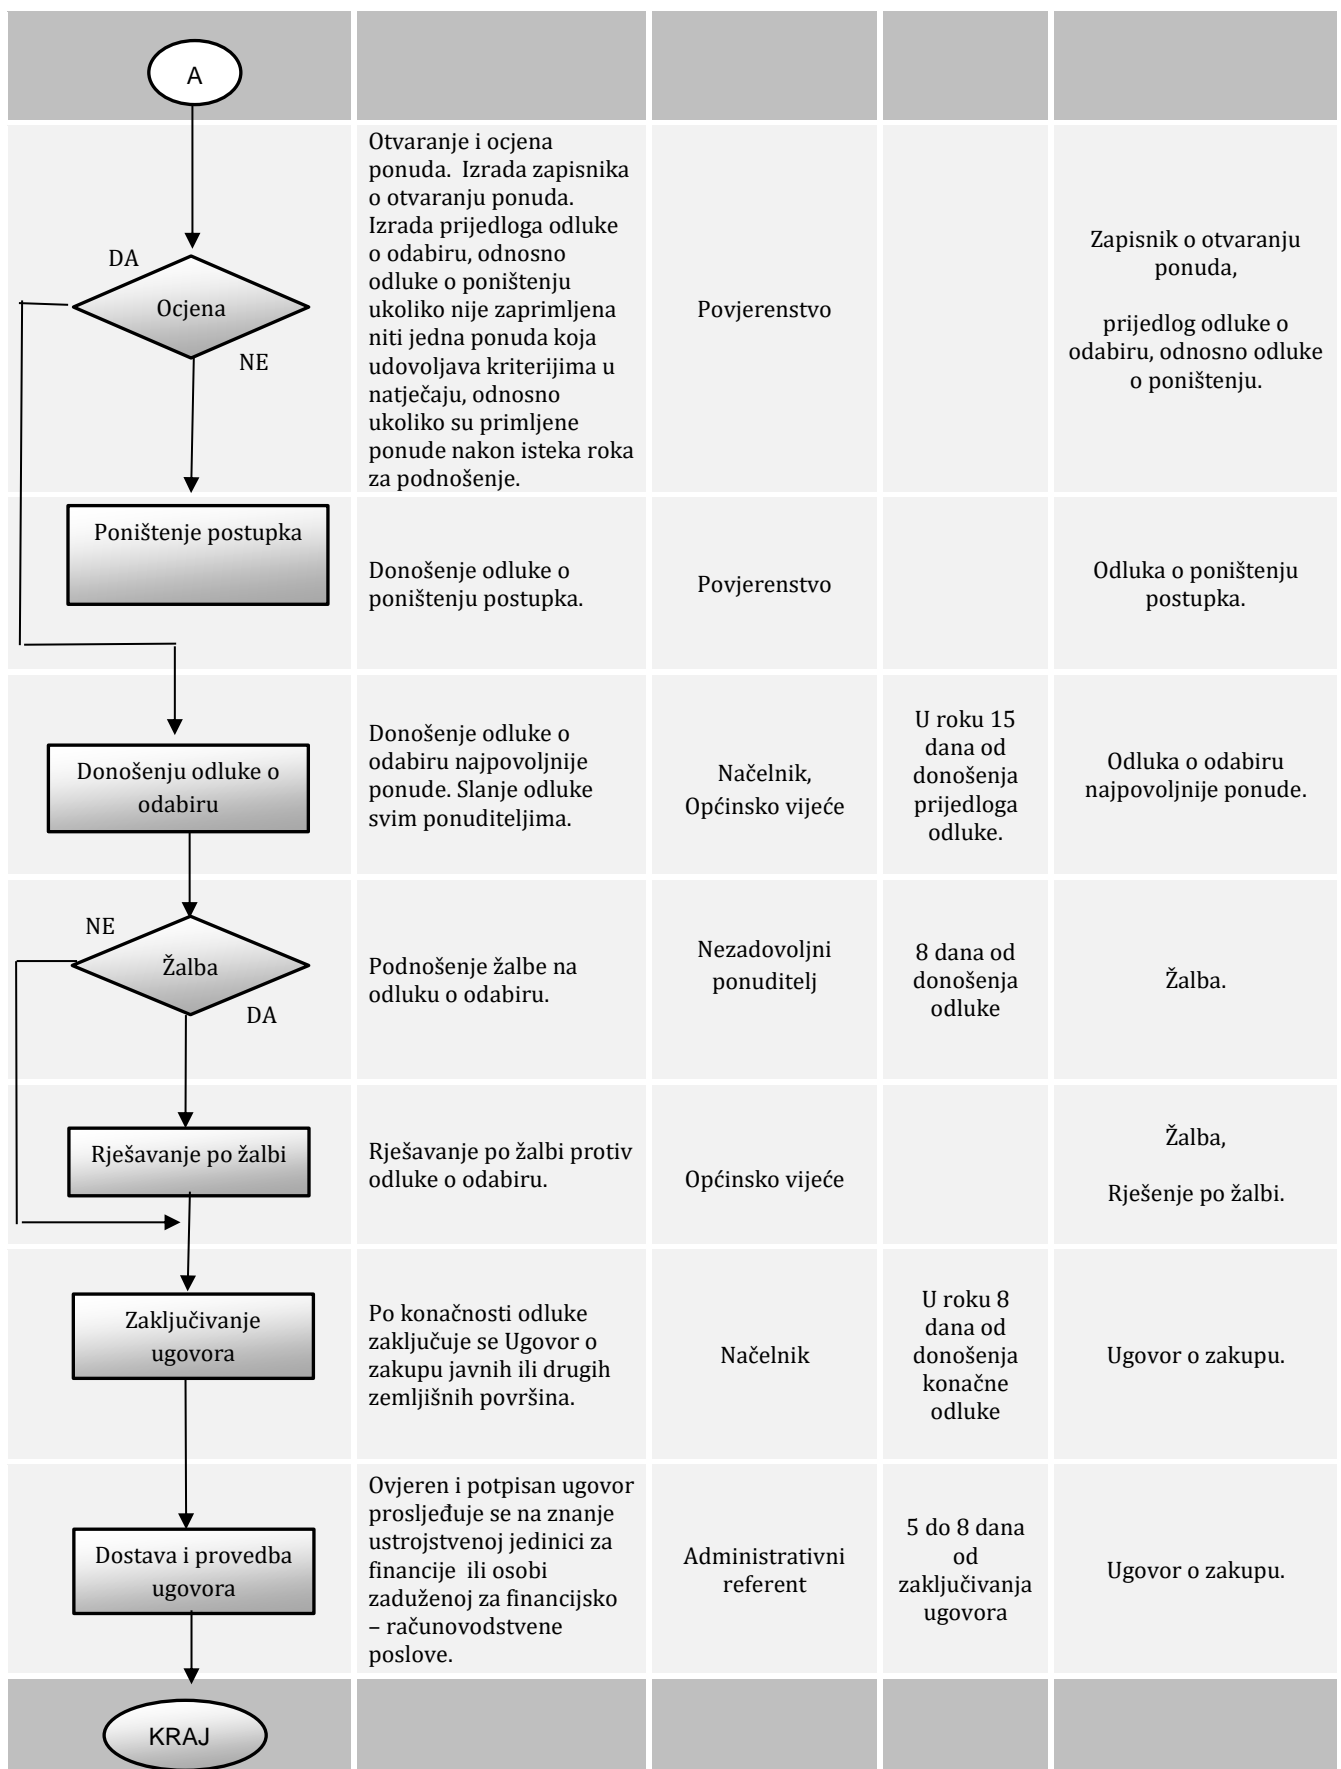 A
DA
Ocjena
NE
Otvaranje i ocjena
ponuda.  Izrada zapisnika
o otvaranju ponuda.
Izrada prijedloga odluke
o odabiru, odnosno
odluke o poništenju
ukoliko nije zaprimljena
niti jedna ponuda koja
udovoljava kriterijima u
natječaju, odnosno
ukoliko su primljene
ponude nakon isteka roka
za podnošenje.
Povjerenstvo
Zapisnik o otvaranju
ponuda,
prijedlog odluke o
odabiru, odnosno odluke
o poništenju.
Poništenje postupka
Donošenje odluke o
poništenju postupka.
Povjerenstvo
Odluka o poništenju
postupka.
Donošenju odluke o
odabiru
Donošenje odluke o
odabiru najpovoljnije
ponude. Slanje odluke
svim ponuditeljima.
Načelnik,
Općinsko vijeće
U roku 15
dana od
donošenja
prijedloga
odluke.
Odluka o odabiru
najpovoljnije ponude.
NE
Žalba
DA
Podnošenje žalbe na
odluku o odabiru.
Nezadovoljni
ponuditelj
8 dana od
donošenja
odluke
Žalba.
Rješavanje po žalbi
Rješavanje po žalbi protiv
odluke o odabiru.
Općinsko vijeće
Žalba,
Rješenje po žalbi.
Zaključivanje
ugovora
Po konačnosti odluke
zaključuje se Ugovor o
zakupu javnih ili drugih
zemljišnih površina.
Načelnik
U roku 8
dana od
donošenja
konačne
odluke
Ugovor o zakupu.
Dostava i provedba
ugovora
Ovjeren i potpisan ugovor
prosljeđuje se na znanje
ustrojstvenoj jedinici za
financije  ili osobi
zaduženoj za financijsko
– računovodstvene
poslove.
Administrativni
referent
5 do 8 dana
od
zaključivanja
ugovora
Ugovor o zakupu.
KRAJ